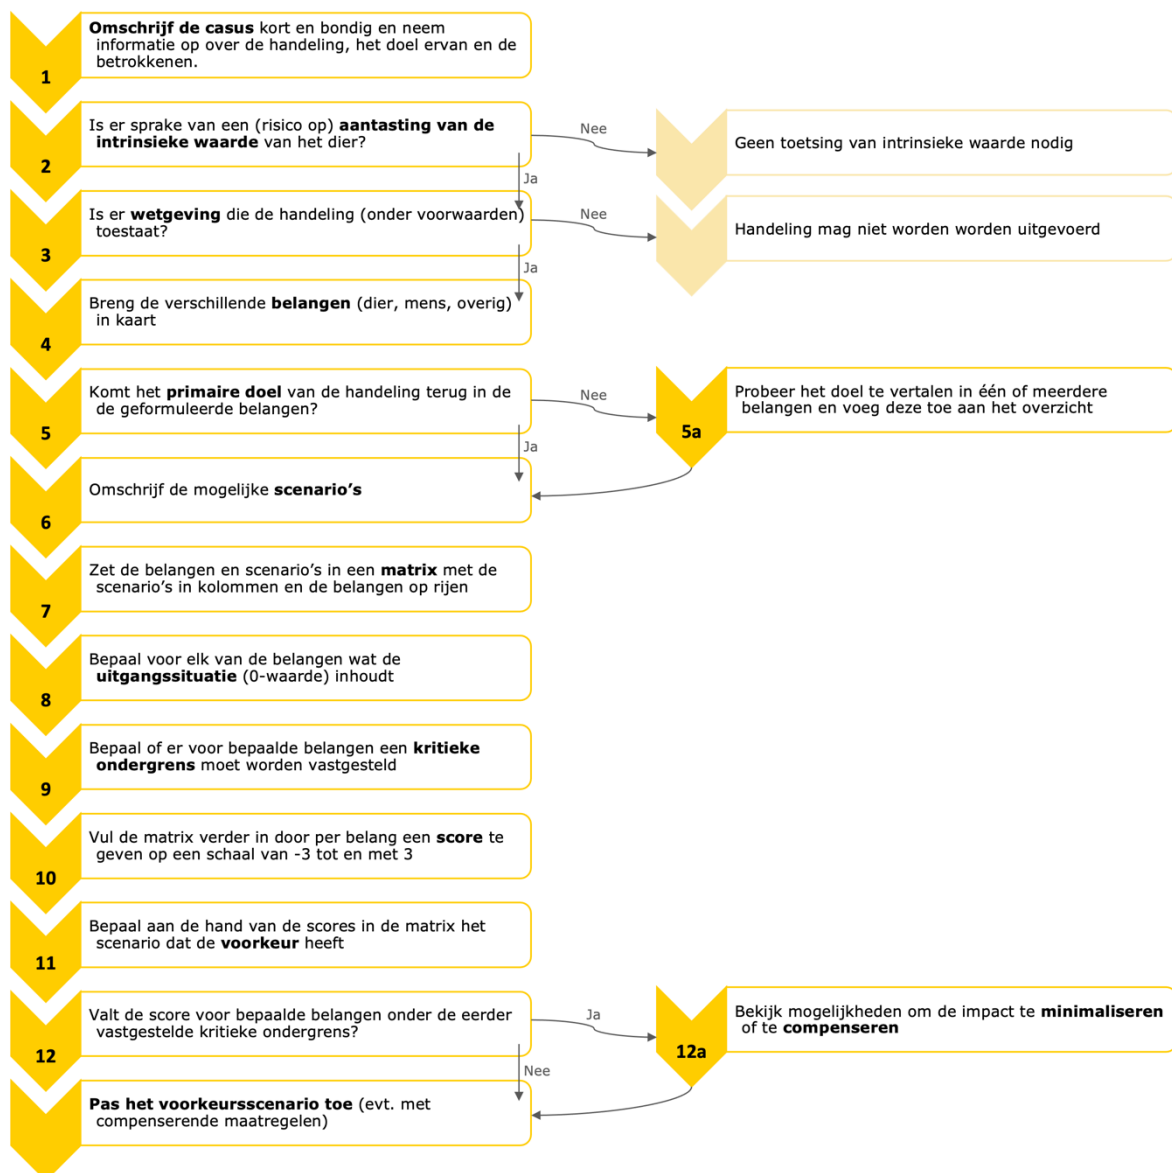 Omschrijf de casus kort en bondig en neem
informatie op over de handeling, het doel ervan en de
betrokkenen.
1
Is er sprake van een (risico op) aantasting van de
intrinsieke waarde van het dier?
2
Nee
Geen toetsing van intrinsieke waarde nodig
Ja
Is er wetgeving die de handeling (onder voorwaarden)
toestaat?
3
Nee
Handeling mag niet worden worden uitgevoerd
Ja
Breng de verschillende belangen (dier, mens, overig)
in kaart
4
Komt het primaire doel van de handeling terug in de
de geformuleerde belangen?
5
Nee
Probeer het doel te vertalen in één of meerdere
belangen en voeg deze toe aan het overzicht
5a
Ja
Omschrijf de mogelijke scenario's
6
Zet de belangen en scenario's in een matrix met de
scenario's in kolommen en de belangen op rijen
7
Bepaal voor elk van de belangen wat de
uitgangssituatie (0-waarde) inhoudt
8
Bepaal of er voor bepaalde belangen een kritieke
ondergrens moet worden vastgesteld
9
Vul de matrix verder in door per belang een score te
geven op een schaal van -3 tot en met 3
10
Bepaal aan de hand van de scores in de matrix het
scenario dat de voorkeur heeft
11
Valt de score voor bepaalde belangen onder de eerder
vastgestelde kritieke ondergrens?
12
Ja
Bekijk mogelijkheden om de impact te minimaliseren
of te compenseren
12a
Nee
Pas het voorkeursscenario toe (evt. met
compenserende maatregelen)